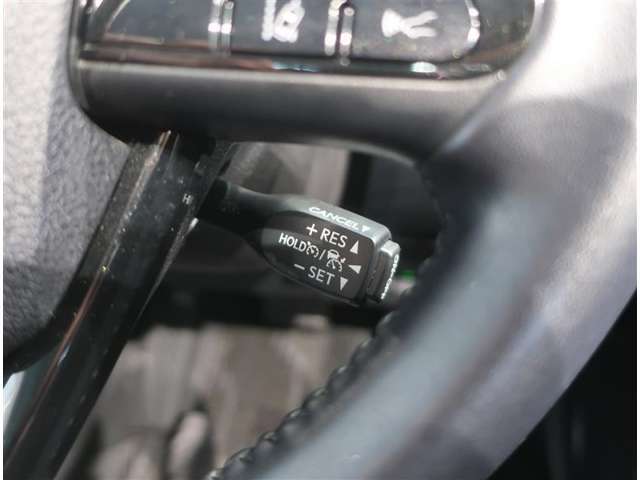 CANCEL▼
+ RES ▲
HOLD / ◀
− SET ▼